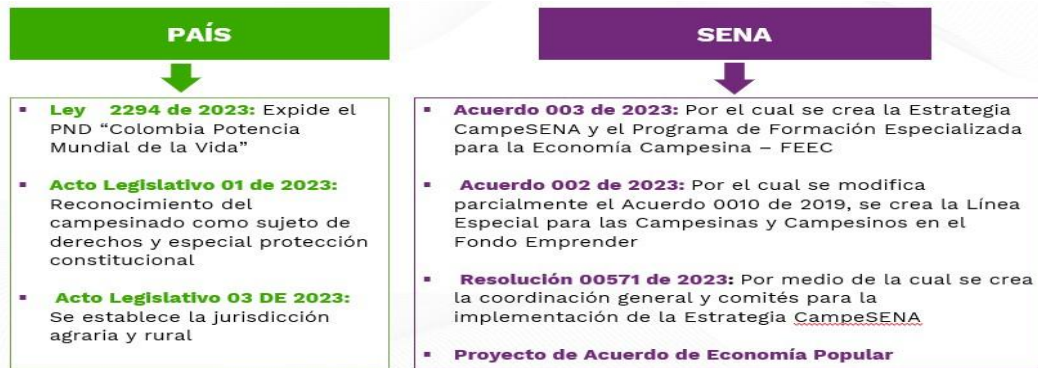 PAÍS
Ley 2294 de 2023: Expide el
PND “Colombia Potencia
Mundial de la Vida”
Acto Legislativo 01 de 2023:
Reconocimiento del
campesinado como sujeto de
derechos y especial protección
constitucional
Acto Legislativo 03 DE 2023:
Se establece la jurisdicción
agraria y rural
SENA
Acuerdo 003 de 2023: Por el cual se crea la Estrategia
CampeSENA y el Programa de Formación Especializada
para la Economía Campesina – FEEC
Acuerdo 002 de 2023: Por el cual se modifica
parcialmente el Acuerdo 0010 de 2019, se crea la Línea
Especial para las Campesinas y Campesinos en el
Fondo Emprender
Resolución 00571 de 2023: Por medio de la cual se crea
la coordinación general y comités para la
implementación de la Estrategia CampeSENA
Proyecto de Acuerdo de Economía Popular